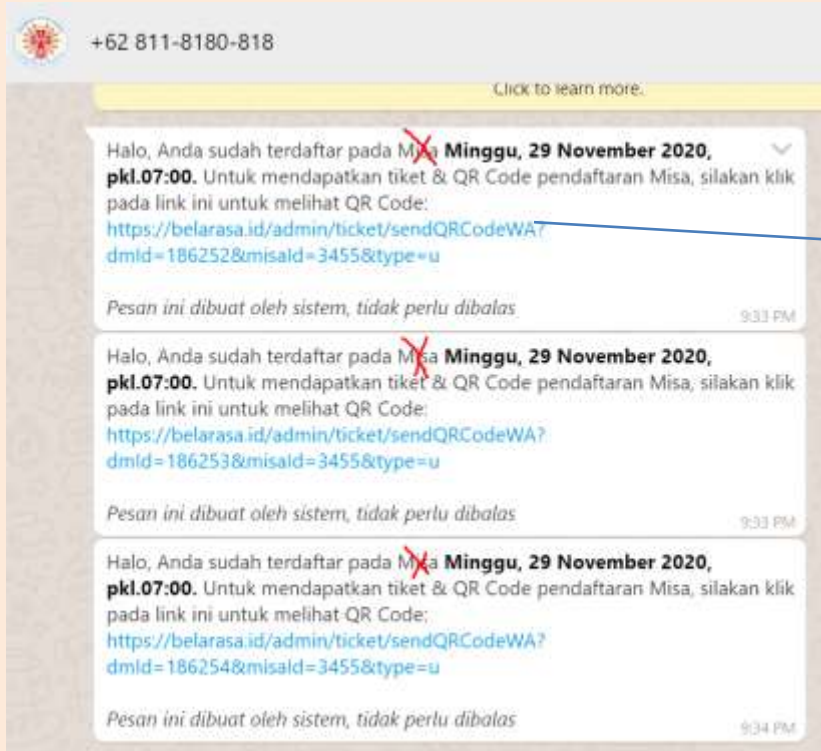 +62 811-8180-818
Click to learn more.
Halo, Anda sudah terdaftar pada Misa Minggu, 29 November 2020,
pkl.07:00. Untuk mendapatkan tiket & QR Code pendaftaran Misa, silakan klik
pada link ini untuk melihat QR Code:
https://belarasa.id/admin/ticket/sendQRCodeWA?
dmId=186252&misaId=3455&type=u
Pesan ini dibuat oleh sistem, tidak perlu dibalas
9:33 PM
Halo, Anda sudah terdaftar pada Misa Minggu, 29 November 2020,
pkl.07:00. Untuk mendapatkan tiket & QR Code pendaftaran Misa, silakan klik
pada link ini untuk melihat QR Code:
https://belarasa.id/admin/ticket/sendQRCodeWA?
dmId=186253&misaId=3455&type=u
Pesan ini dibuat oleh sistem, tidak perlu dibalas
9:33 PM
Halo, Anda sudah terdaftar pada Misa Minggu, 29 November 2020,
pkl.07:00. Untuk mendapatkan tiket & QR Code pendaftaran Misa, silakan klik
pada link ini untuk melihat QR Code:
https://belarasa.id/admin/ticket/sendQRCodeWA?
dmId=186254&misaId=3455&type=u
Pesan ini dibuat oleh sistem, tidak perlu dibalas
9:34 PM